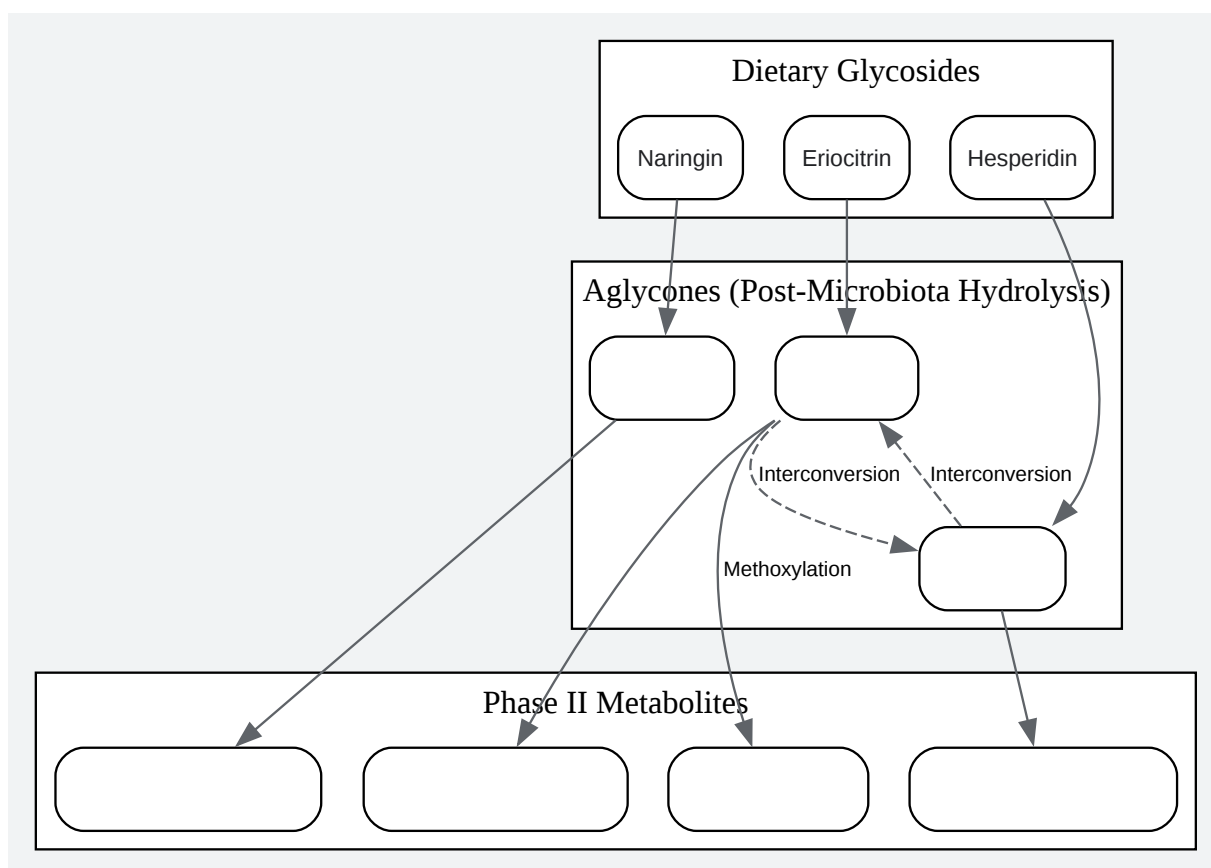 Dietary Glycosides
Naringin
Eriocitrin
Hesperidin
Aglycones (Post-Microbiota Hydrolysis)
Interconversion
Interconversion
Methoxylation
Phase II Metabolites